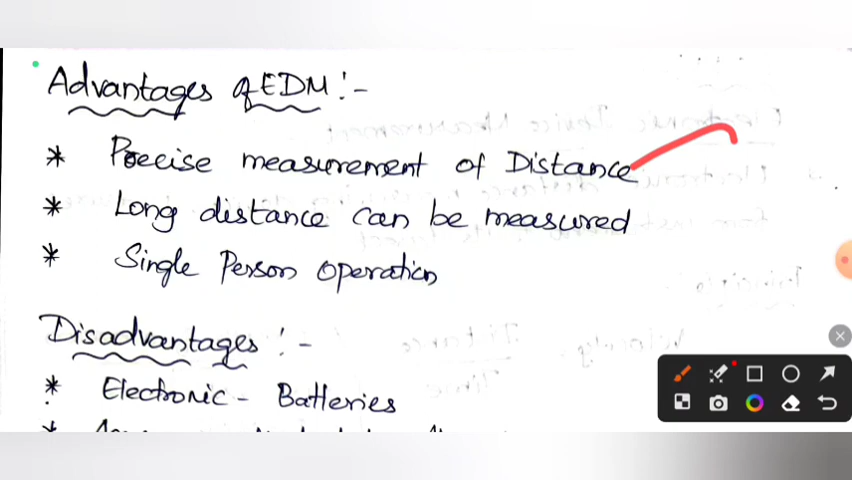 Advantages of EDM :-
* Precise measurement of Distance
* Long distance can be measured
* Single Person operation
Disadvantages :-
* Electronic - Batteries
*